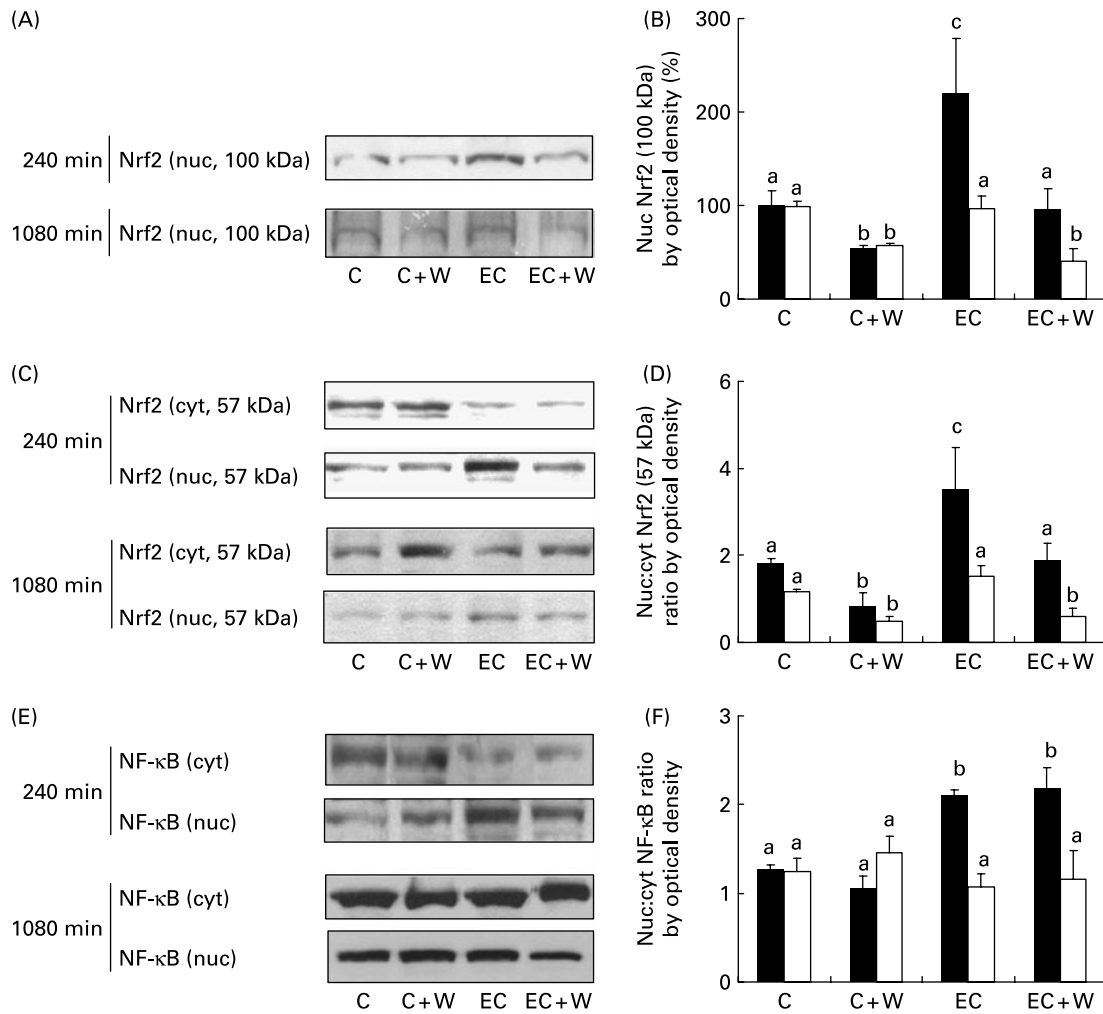 (A)
240 min
Nrf2 (nuc, 100 kDa)
1080 min
Nrf2 (nuc, 100 kDa)
C C+W EC EC+W
(B)
Nuc Nrf2 (100 kDa)
by optical density (%)
300
200
100
0
a a b b c a a b
C C+W EC EC+W
(C)
240 min
Nrf2 (cyt, 57 kDa)
Nrf2 (nuc, 57 kDa)
1080 min
Nrf2 (cyt, 57 kDa)
Nrf2 (nuc, 57 kDa)
C C+W EC EC+W
(D)
Nuc:cyt Nrf2 (57 kDa)
ratio by optical density
6
4
2
0
a a b b c a a b
C C+W EC EC+W
(E)
240 min
NF-κB (cyt)
NF-κB (nuc)
1080 min
NF-κB (cyt)
NF-κB (nuc)
C C+W EC EC+W
(F)
Nuc:cyt NF-κB ratio
by optical density
3
2
1
0
a a a a b a b a
C C+W EC EC+W